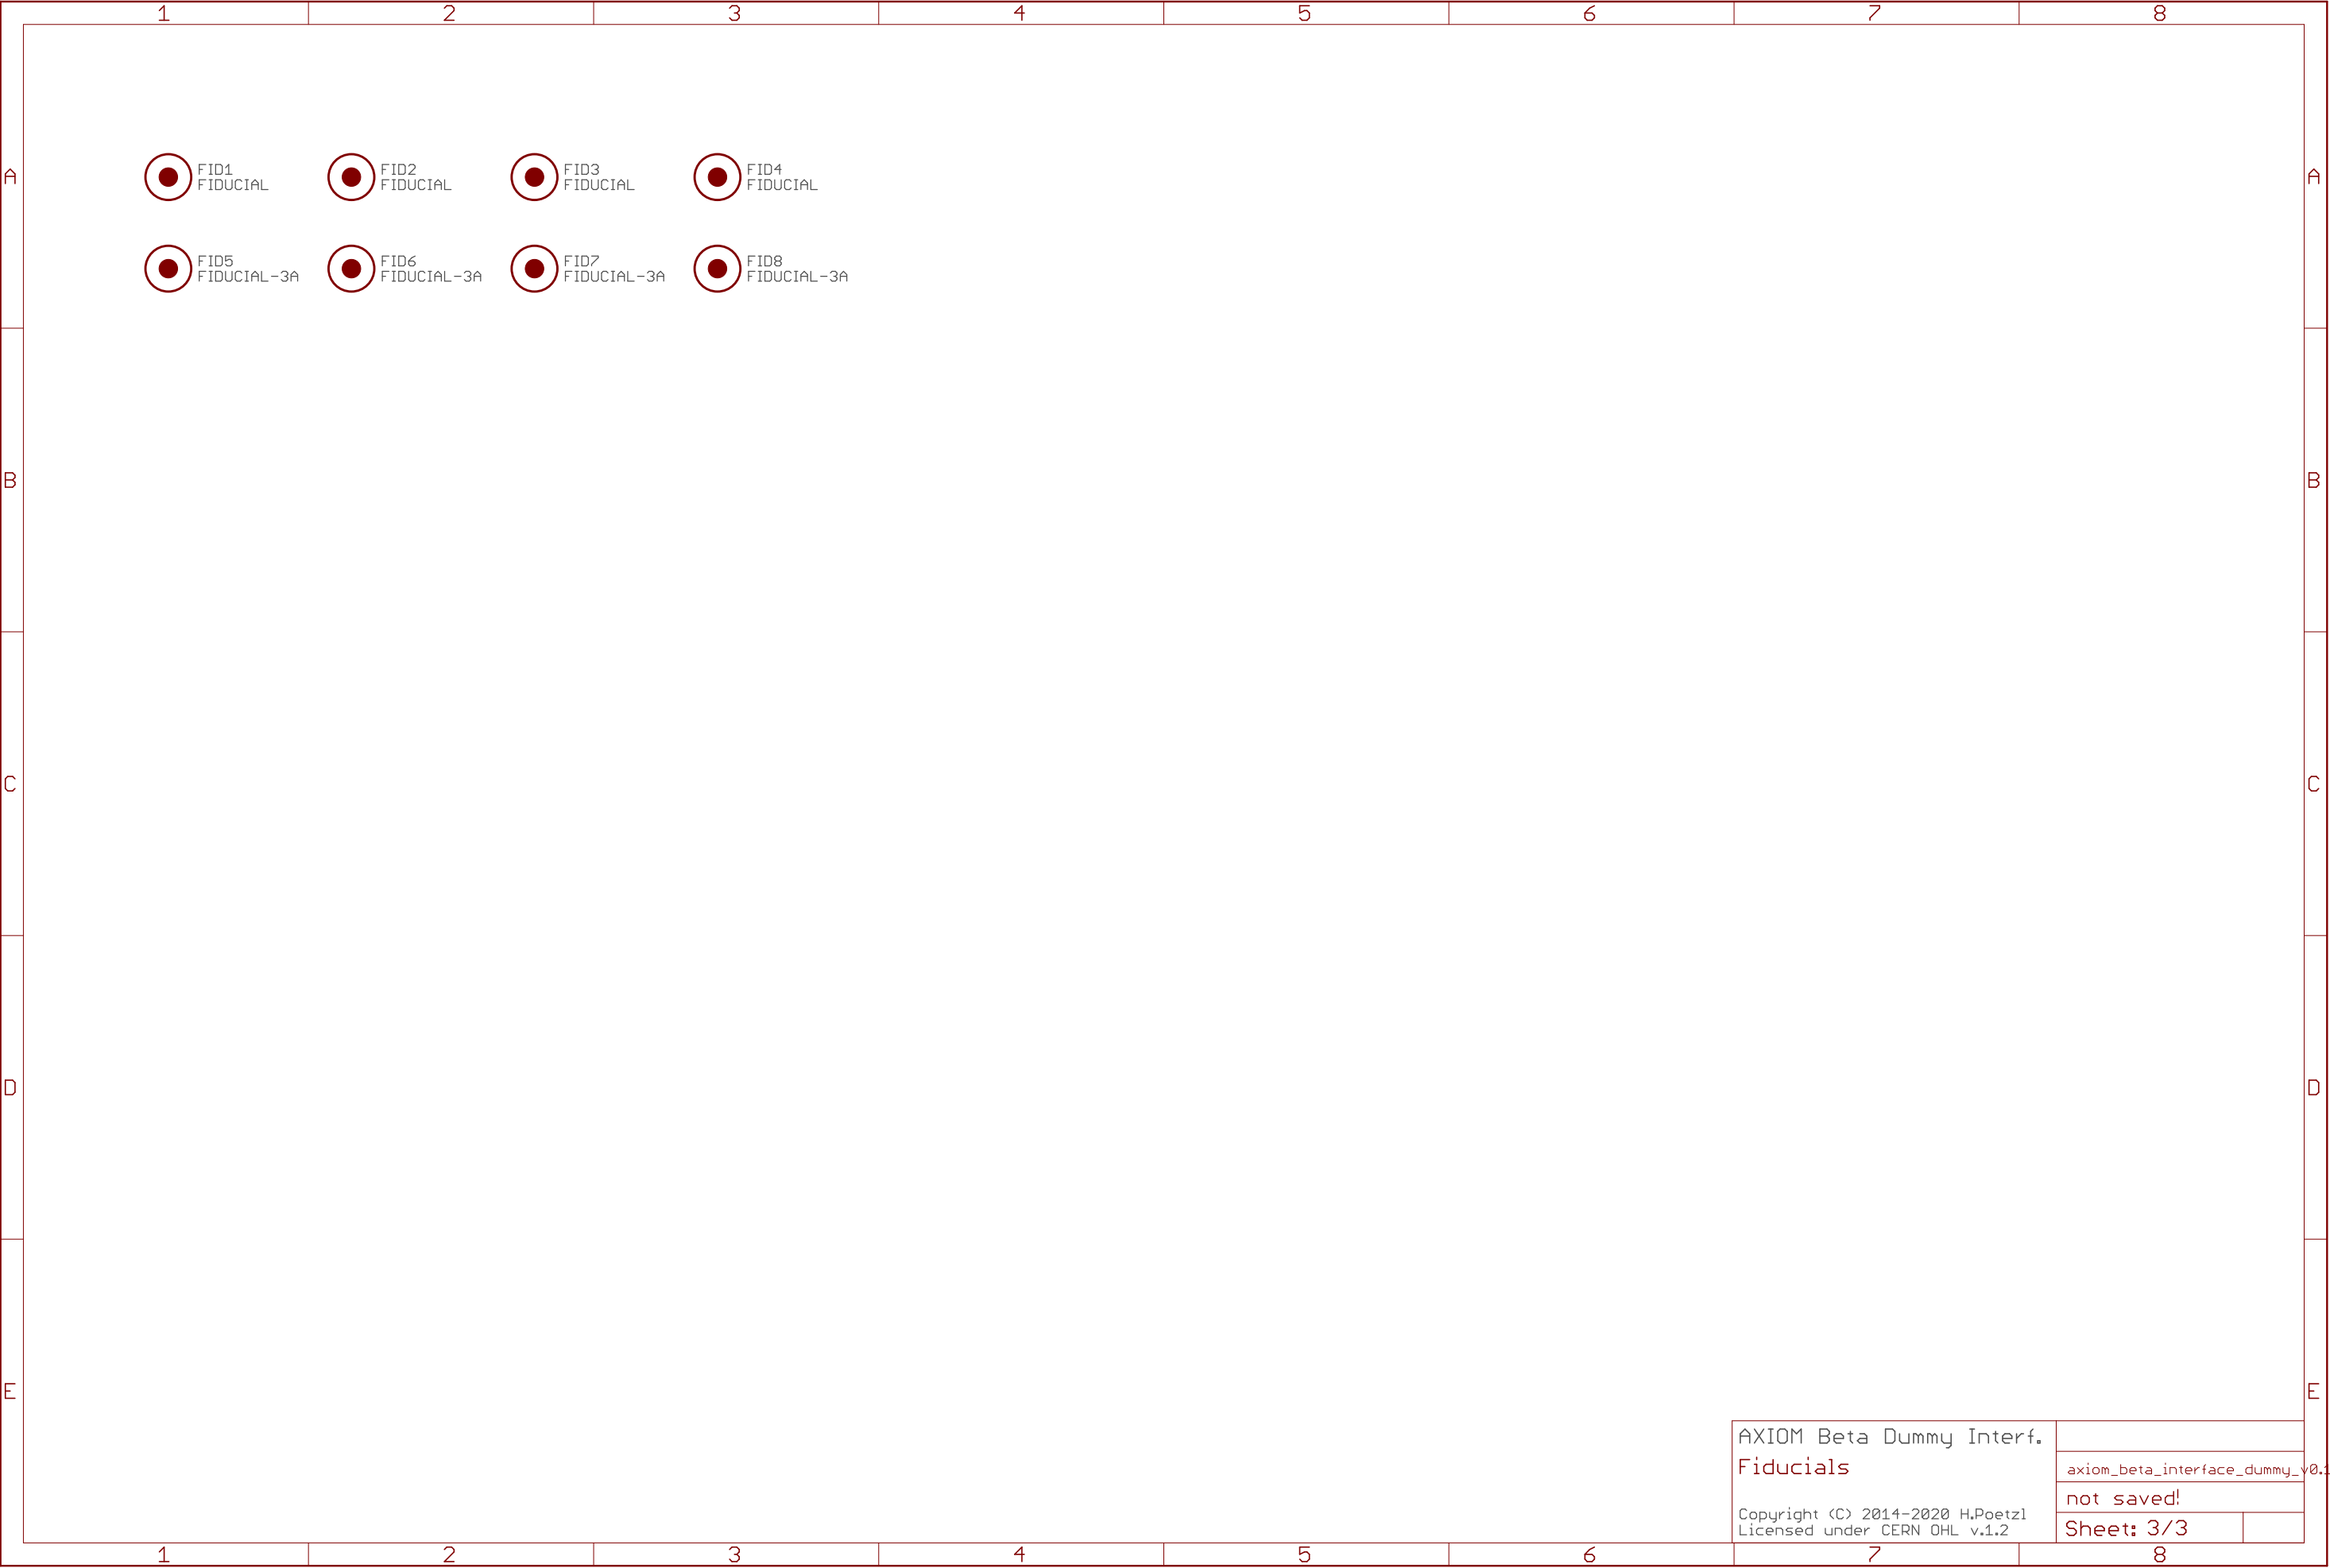 1 2 3 4 5 6 7 8
A A
FID1 FID2 FID3 FID4
FIDUCIAL FIDUCIAL FIDUCIAL FIDUCIAL
FID5 FID6 FID7 FID8
FIDUCIAL-3A FIDUCIAL-3A FIDUCIAL-3A FIDUCIAL-3A
B B
C C
D D
E E
AXIOM Beta Dummy Interf.
Fiducials
axiom_beta_interface_dummy_v0.1
not saved!
Copyright (C) 2014-2020 H.Poetzl
Licensed under CERN OHL v.1.2
Sheet: 3/3
1 2 3 4 5 6 7 8